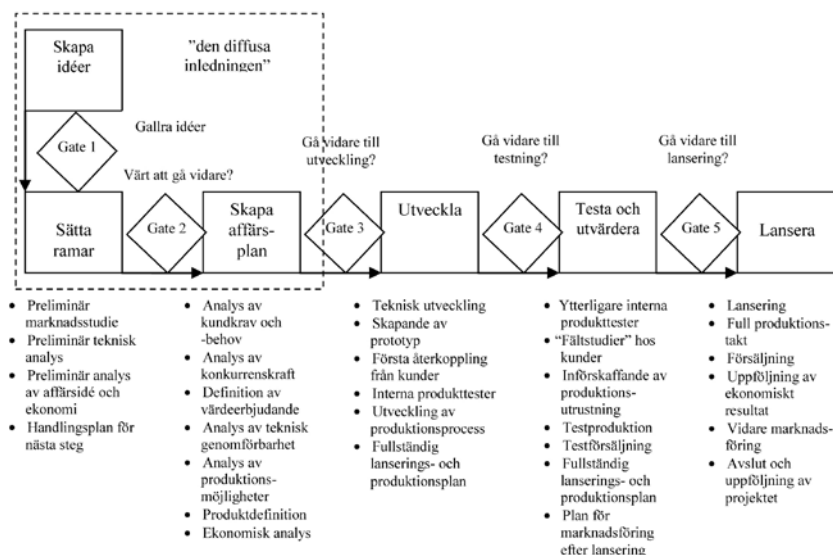 Skapa
idéer
”den diffusa
inledningen”
Gate 1
Gallra idéer
Värt att gå vidare?
Gå vidare till
utveckling?
Gå vidare till
testning?
Gå vidare till
lansering?
Sätta
ramar
Gate 2
Skapa
affärs-
plan
Gate 3
Utveckla
Gate 4
Testa och
utvärdera
Gate 5
Lansera
• Preliminär
marknadsstudie
• Preliminär teknisk
analys
• Preliminär analys
av affärsidé och
ekonomi
• Handlingsplan för
nästa steg
• Analys av
kundkrav och
-behov
• Analys av
konkurrenskraft
• Definition av
värdeerbjudande
• Analys av teknisk
genomförbarhet
• Analys av
produktions-
möjligheter
• Produktdefinition
• Ekonomisk analys
• Teknisk utveckling
• Skapande av
prototyp
• Första återkoppling
från kunder
• Interna produkttester
• Utveckling av
produktionsprocess
• Fullständig
lanserings- och
produktionsplan
• Ytterligare interna
produkttester
• “Fältstudier” hos
kunder
• Införskaffande av
produktions-
utrustning
• Testproduktion
• Testförsäljning
• Fullständig
lanserings- och
produktionsplan
• Plan för
marknadsföring
efter lansering
• Lansering
• Full produktions-
takt
• Försäljning
• Uppföljning av
ekonomiskt
resultat
• Vidare marknads-
föring
• Avslut och
uppföljning av
projektet